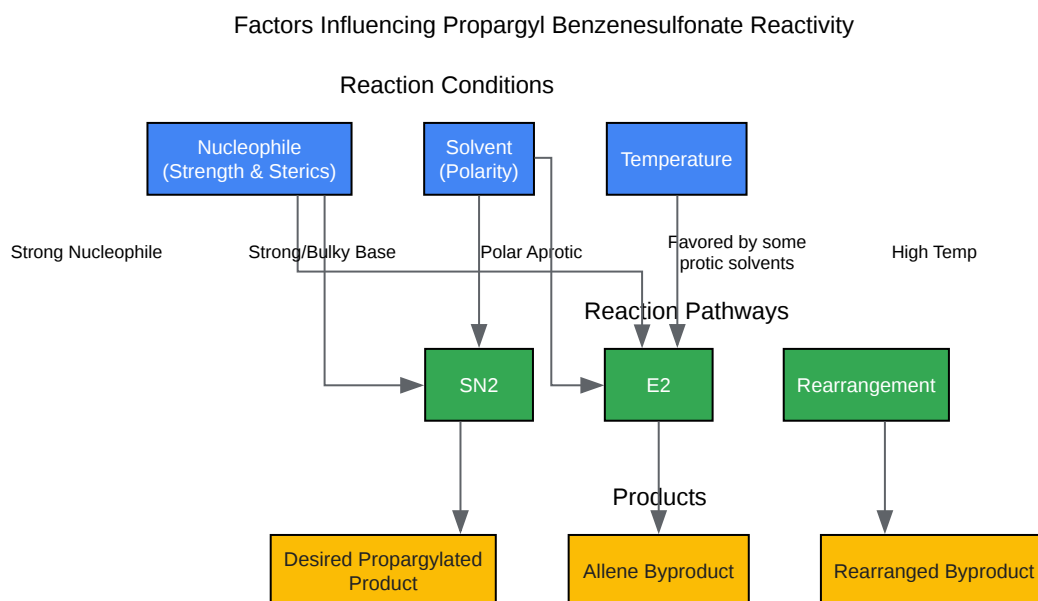 Factors Influencing Propargyl Benzenesulfonate Reactivity
Reaction Conditions
Nucleophile
(Strength & Sterics)
Solvent
(Polarity)
Temperature
Strong Nucleophile
Strong/Bulky Base
Polar Aprotic
Favored by some
protic solvents
High Temp
Reaction Pathways
SN2
E2
Rearrangement
Products
Desired Propargylated
Product
Allene Byproduct
Rearranged Byproduct